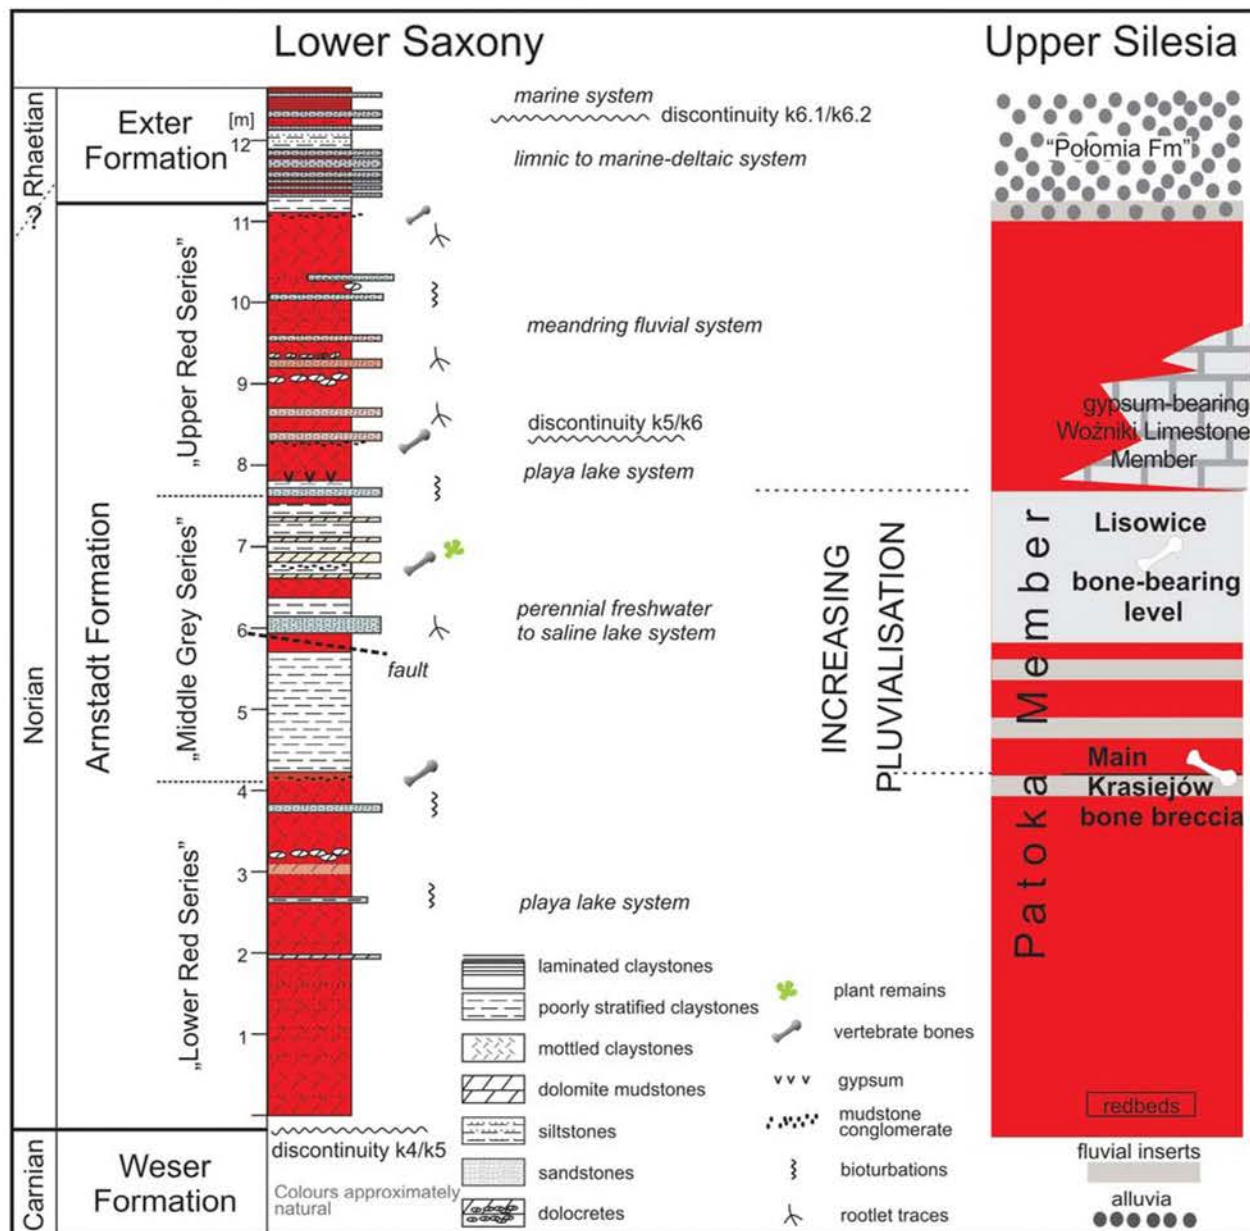 Lower Saxony
Upper Silesia
Rhaetian
?
Norian
Carnian
Exter
Formation
Arnstadt Formation
Weser
Formation
„Upper Red Series”
„Middle Grey Series”
„Lower Red Series”
[m]
12
11
10
9
8
7
6
5
4
3
2
1
marine system
discontinuity k6.1/k6.2
limnic to marine-deltaic system
meandring fluvial system
discontinuity k5/k6
playa lake system
perennial freshwater
to saline lake system
fault
playa lake system
discontinuity k4/k5
Colours approximately
natural
laminated claystones
poorly stratified claystones
mottled claystones
dolomite mudstones
siltstones
sandstones
dolocretes
plant remains
vertebrate bones
gypsum
mudstone
conglomerate
bioturbations
rootlet traces
INCREASING
PLUVIALISATION
"Połomia Fm"
gypsum-bearing
Woźniki Limestone
Member
Patoka Member
Lisowice
bone-bearing
level
Main
Krasiejów
bone breccia
redbeds
fluvial inserts
alluvia